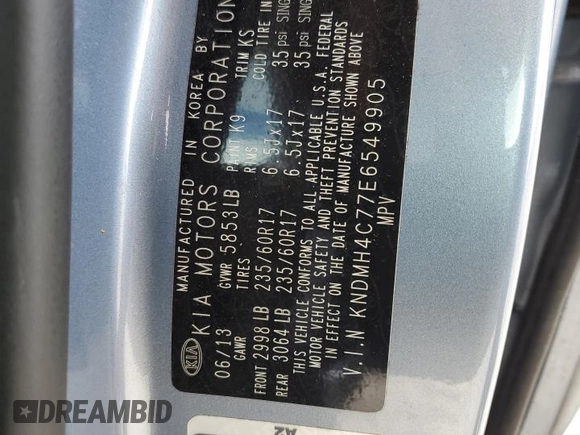 MANUFACTURED IN KOREA BY
KIA KIA MOTORS CORPORATION
06/13 GVWR 5853LB PAINT K9 TRIM KS
GAWR TIRES RIMS COLD TIRE IN
FRONT 2998 LB 235/60R17 6.5Jx17 35 psi SING
REAR 3064 LB 235/60R17 6.5Jx17 35 psi SING
THIS VEHICLE CONFORMS TO ALL APPLICABLE U.S.A. FEDERAL
MOTOR VEHICLE SAFETY AND THEFT PREVENTION STANDARDS
IN EFFECT ON THE DATE OF MANUFACTURE SHOWN ABOVE
V.I.N KNDMH4C77E6549905
MPV
A2
DREAMBID